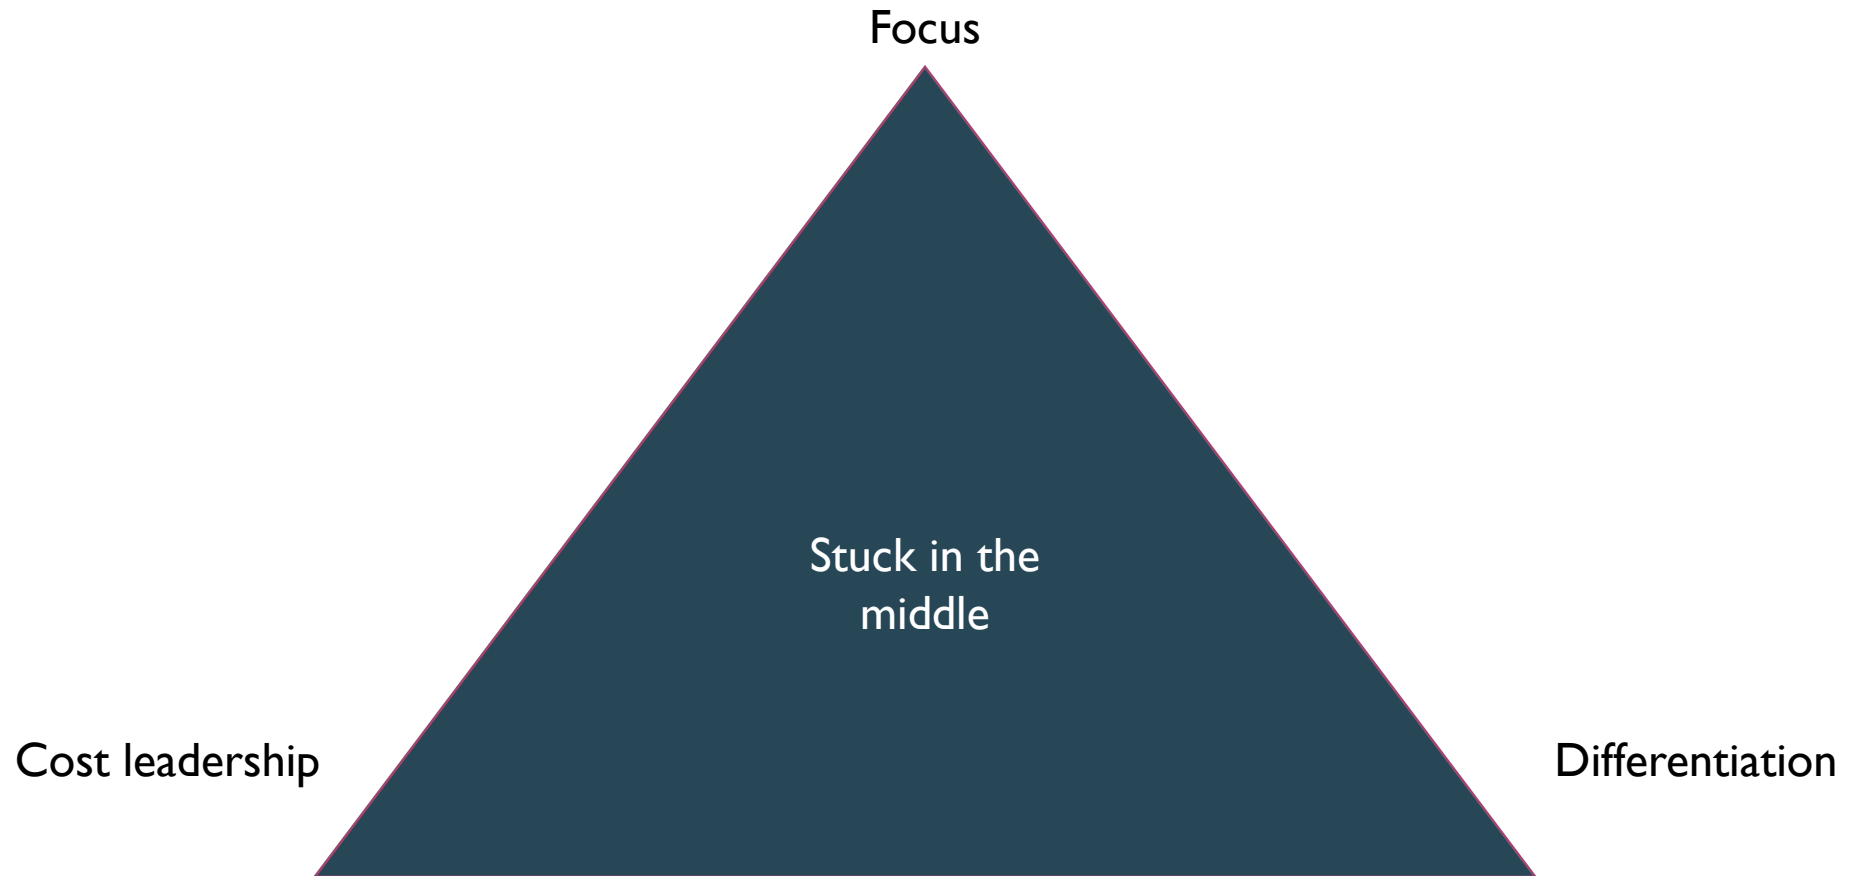 Focus
Stuck in the
middle
Cost leadership
Differentiation